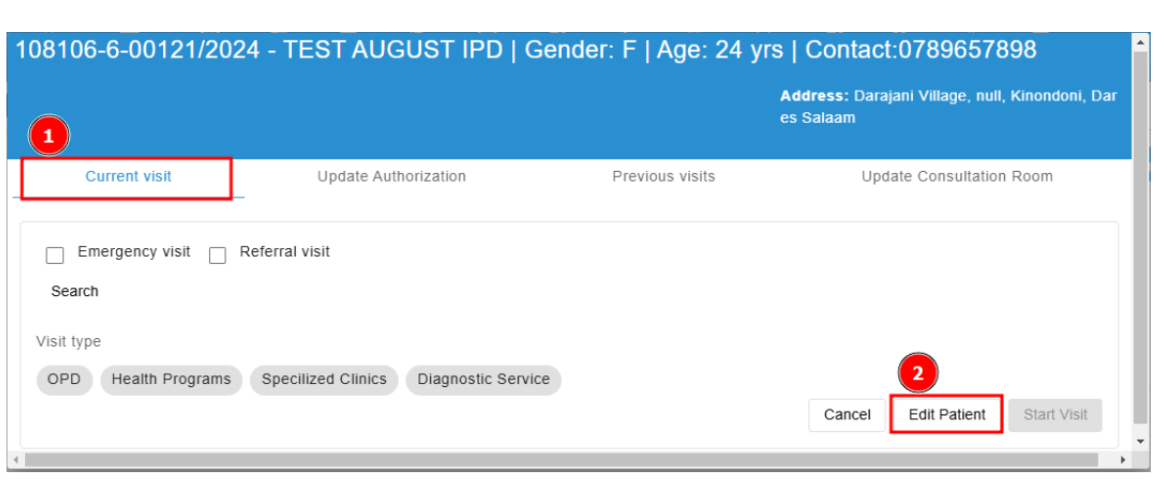 108106-6-00121/2024 - TEST AUGUST IPD | Gender: F | Age: 24 yrs | Contact:0789657898
Address: Darajani Village, null, Kinondoni, Dar
es Salaam
1
Current visit Update Authorization Previous visits Update Consultation Room
Emergency visit Referral visit
Search
Visit type
OPD Health Programs Specilized Clinics Diagnostic Service
2
Cancel Edit Patient Start Visit